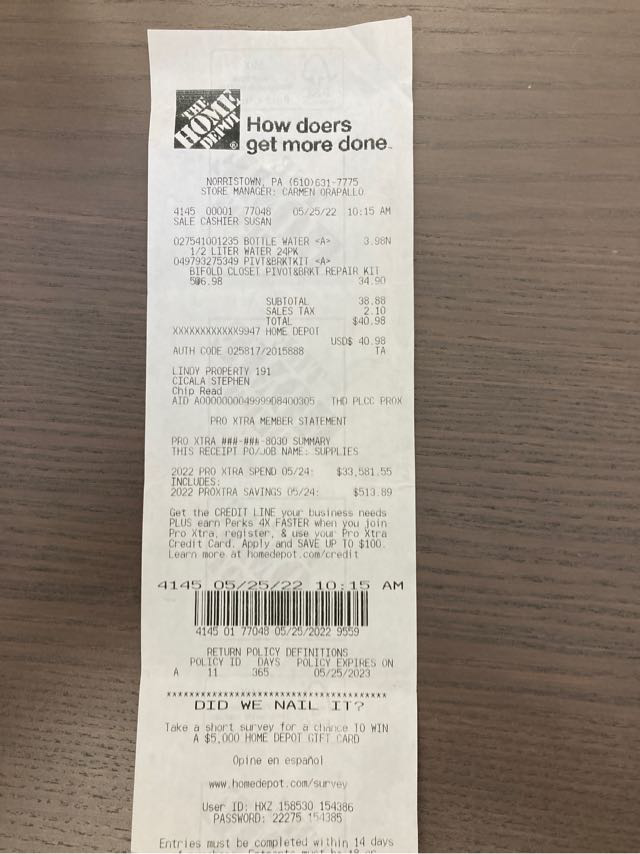 THE
HOME
DEPOT
®
How doers
get more done™
NORRISTOWN, PA (610)631-7775
STORE MANAGER: CARMEN ORAPALLO
4145 00001 77048 05/25/22 10:15 AM
SALE CASHIER SUSAN
027541001235 BOTTLE WATER <A> 3.98N
1/2 LITER WATER 24PK
049793275349 PIVT&BRKTKIT <A>
BIFOLD CLOSET PIVOT&BRKT REPAIR KIT
5@6.98 34.90
SUBTOTAL 38.88
SALES TAX 2.10
TOTAL $40.98
XXXXXXXXXXXX9947 HOME DEPOT
USD$ 40.98
AUTH CODE 025817/2015888 TA
LINDY PROPERTY 191
CICALA STEPHEN
Chip Read
AID A0000000049999D8400305 THD PLCC PROX
PRO XTRA MEMBER STATEMENT
PRO XTRA ###-###-8030 SUMMARY
THIS RECEIPT PO/JOB NAME: SUPPLIES
2022 PRO XTRA SPEND 05/24: $33,581.55
INCLUDES:
2022 PROXTRA SAVINGS 05/24: $513.89
Get the CREDIT LINE your business needs
PLUS earn Perks 4X FASTER when you join
Pro Xtra, register, & use your Pro Xtra
Credit Card. Apply and SAVE UP TO $100.
Learn more at homedepot.com/credit
4145 05/25/22 10:15 AM
4145 01 77048 05/25/2022 9559
RETURN POLICY DEFINITIONS
POLICY ID DAYS POLICY EXPIRES ON
A 11 365 05/25/2023
****************************************
DID WE NAIL IT?
Take a short survey for a chance TO WIN
A $5,000 HOME DEPOT GIFT CARD
Opine en español
www.homedepot.com/survey
User ID: HXZ 158530 154386
PASSWORD: 22275 154385
Entries must be completed within 14 days